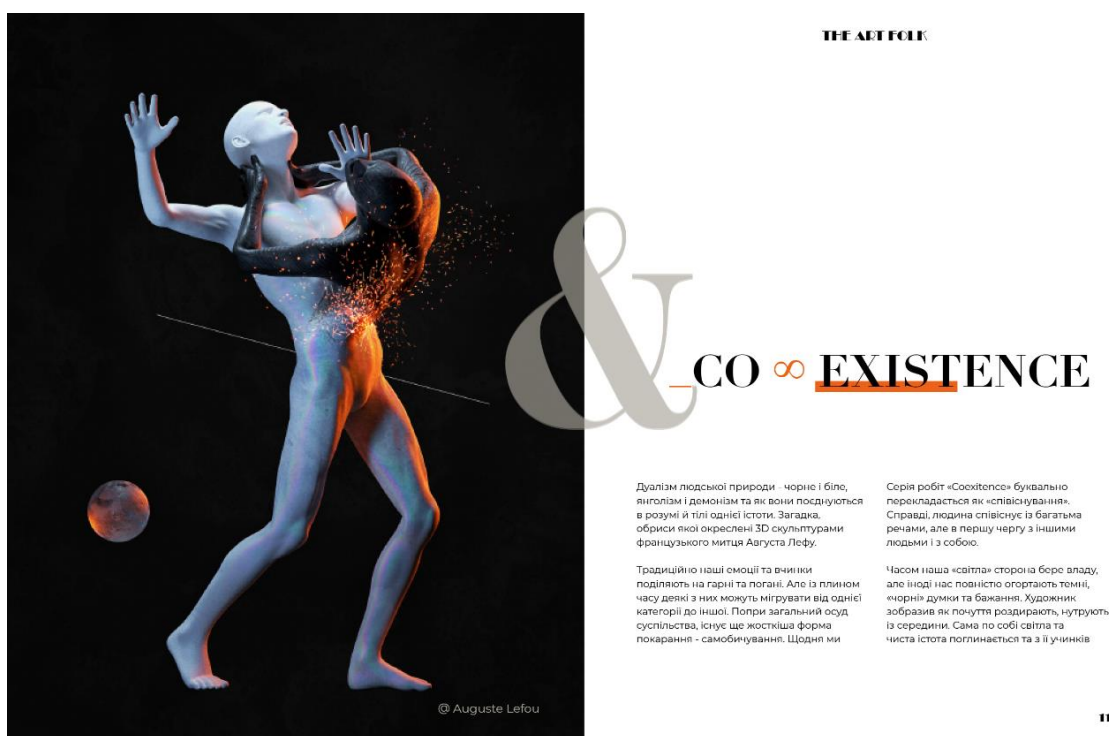 THE ART FOLK
&
_CO ∞ EXISTENCE
Дуалізм людської природи - чорне і біле,
янголізм і демонізм та як вони поєднуються
в розумі й тілі однієї істоти. Загадка,
обриси якої окреслені 3D скульптурами
французького митця Августа Лефу.
Традиційно наші емоції та вчинки
поділяють на гарні та погані. Але із плином
часу деякі з них можуть мігрувати від однієї
категорії до іншої. Попри загальний осуд
суспільства, існує ще жорсткіша форма
покарання - самобичування. Щодня ми
Серія робіт «Coexitence» буквально
перекладається як «співіснування».
Справді, людина співіснує із багатьма
речами, але в першу чергу з іншими
людьми і з собою.
Часом наша «світла» сторона бере владу,
але іноді нас повністю огортають темні,
«чорні» думки та бажання. Художник
зобразив як почуття роздирають, нутрують
із середини. Сама по собі світла та
чиста істота поглинається та з її учинків
@ Auguste Lefou
11